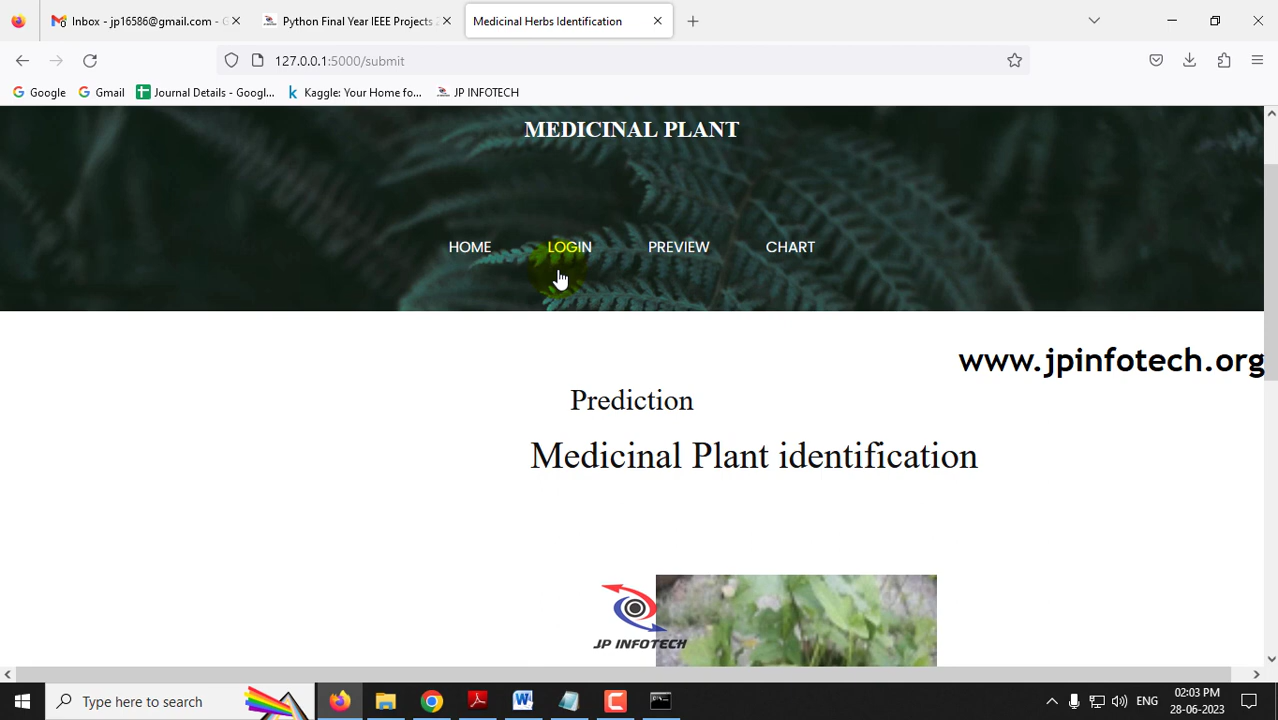 Inbox - jp16586@gmail.com - G
Python Final Year IEEE Projects 2
Medicinal Herbs Identification
127.0.0.1:5000/submit
Google
Gmail
Journal Details - Googl...
Kaggle: Your Home fo...
JP INFOTECH
MEDICINAL PLANT
HOME
LOGIN
PREVIEW
CHART
www.jpinfotech.org
Prediction
Medicinal Plant identification
JP INFOTECH
Type here to search
ENG
02:03 PM
28-06-2023